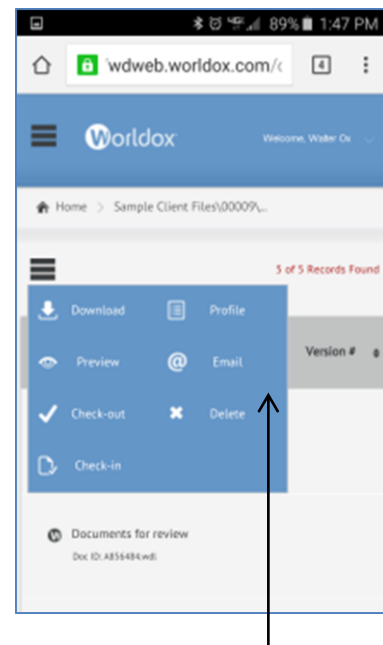 89% 1:47 PM
wdweb.worldox.com/c 4
Worldox Welcome, Walter Ox
Home > Sample Client Files\00009\...
5 of 5 Records Found
Download Profile
Version # 0
Preview @ Email
Check-out Delete
Check-in
Documents for review
Doc ID: A856484.wdl